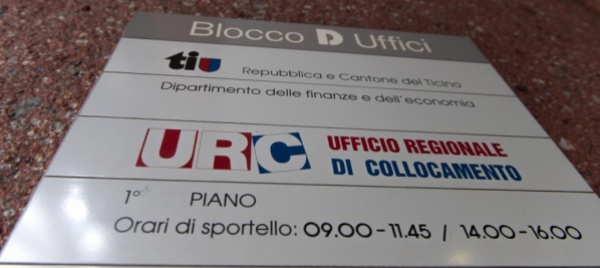 Blocco D Uffici
tiU Repubblica e Cantone del Ticino
Dipartimento delle finanze e dell'economia
URC UFFICIO REGIONALE
DI COLLOCAMENTO
1° PIANO
Orari di sportello: 09.00-11.45 / 14.00-16.00